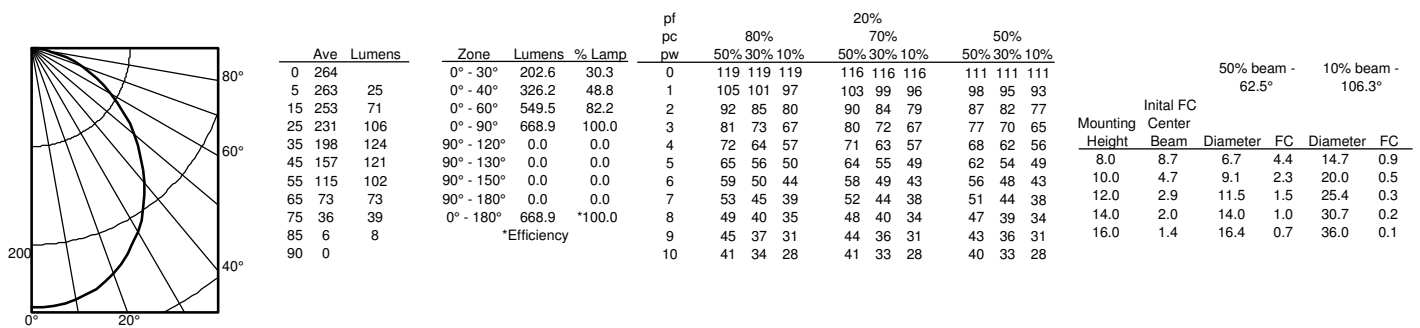 80°
60°
40°
200
0° 20°
Ave Lumens
0 264
5 263 25
15 253 71
25 231 106
35 198 124
45 157 121
55 115 102
65 73 73
75 36 39
85 6 8
90 0
Zone Lumens % Lamp
0° - 30° 202.6 30.3
0° - 40° 326.2 48.8
0° - 60° 549.5 82.2
0° - 90° 668.9 100.0
90° - 120° 0.0 0.0
90° - 130° 0.0 0.0
90° - 150° 0.0 0.0
90° - 180° 0.0 0.0
0° - 180° 668.9 *100.0
*Efficiency
pf 20%
pc 80% 70% 50%
pw 50% 30% 10% 50% 30% 10% 50% 30% 10%
0 119 119 119 116 116 116 111 111 111
1 105 101 97 103 99 96 98 95 93
2 92 85 80 90 84 79 87 82 77
3 81 73 67 80 72 67 77 70 65
4 72 64 57 71 63 57 68 62 56
5 65 56 50 64 55 49 62 54 49
6 59 50 44 58 49 43 56 48 43
7 53 45 39 52 44 38 51 44 38
8 49 40 35 48 40 34 47 39 34
9 45 37 31 44 36 31 43 36 31
10 41 34 28 41 33 28 40 33 28
50% beam - 10% beam -
62.5° 106.3°
Inital FC
Mounting Center
Height Beam Diameter FC Diameter FC
8.0 8.7 6.7 4.4 14.7 0.9
10.0 4.7 9.1 2.3 20.0 0.5
12.0 2.9 11.5 1.5 25.4 0.3
14.0 2.0 14.0 1.0 30.7 0.2
16.0 1.4 16.4 0.7 36.0 0.1